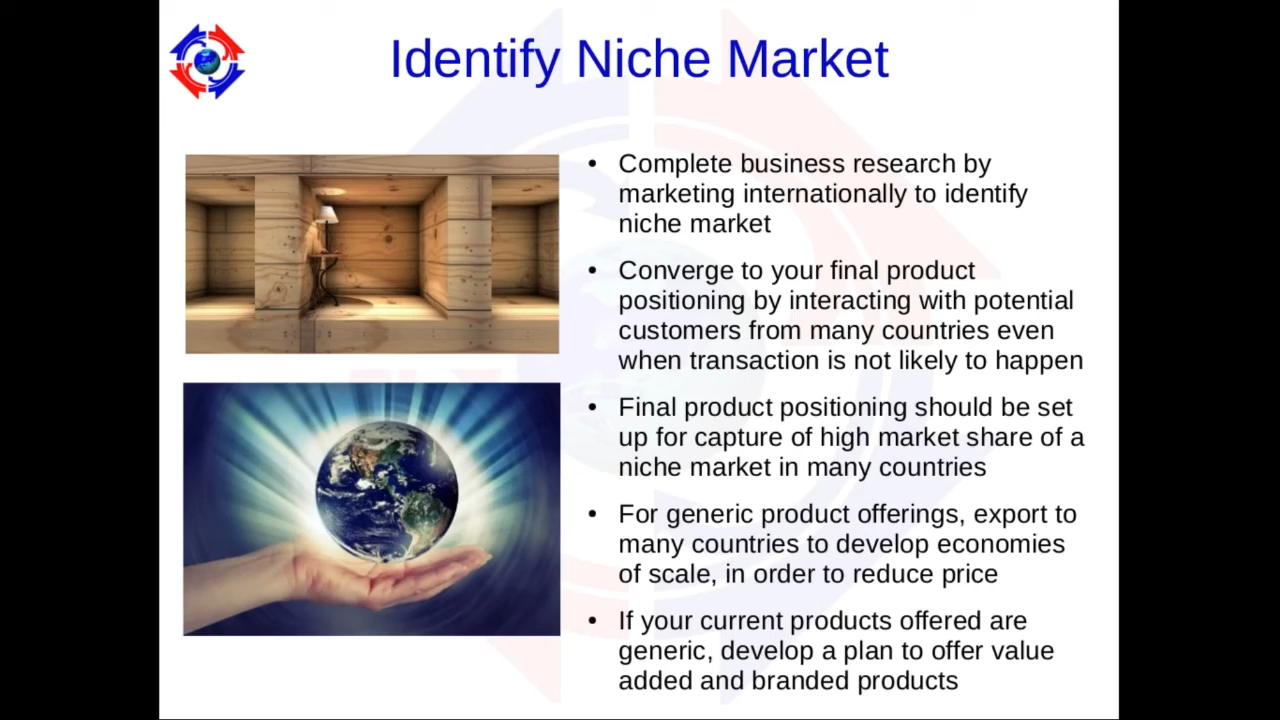 Identify Niche Market
• Complete business research by
marketing internationally to identify
niche market
• Converge to your final product
positioning by interacting with potential
customers from many countries even
when transaction is not likely to happen
• Final product positioning should be set
up for capture of high market share of a
niche market in many countries
• For generic product offerings, export to
many countries to develop economies
of scale, in order to reduce price
• If your current products offered are
generic, develop a plan to offer value
added and branded products